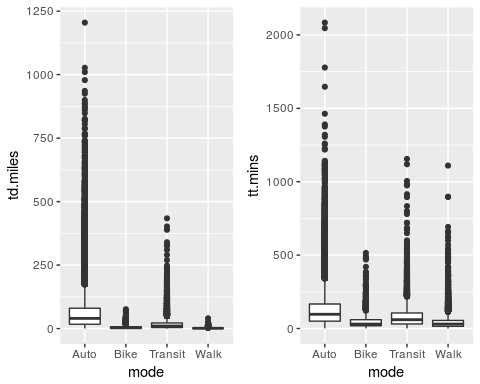 td.miles
1250
1000
750
500
250
0
Auto Bike Transit Walk
mode
tt.mins
2000
1500
1000
500
0
Auto Bike Transit Walk
mode